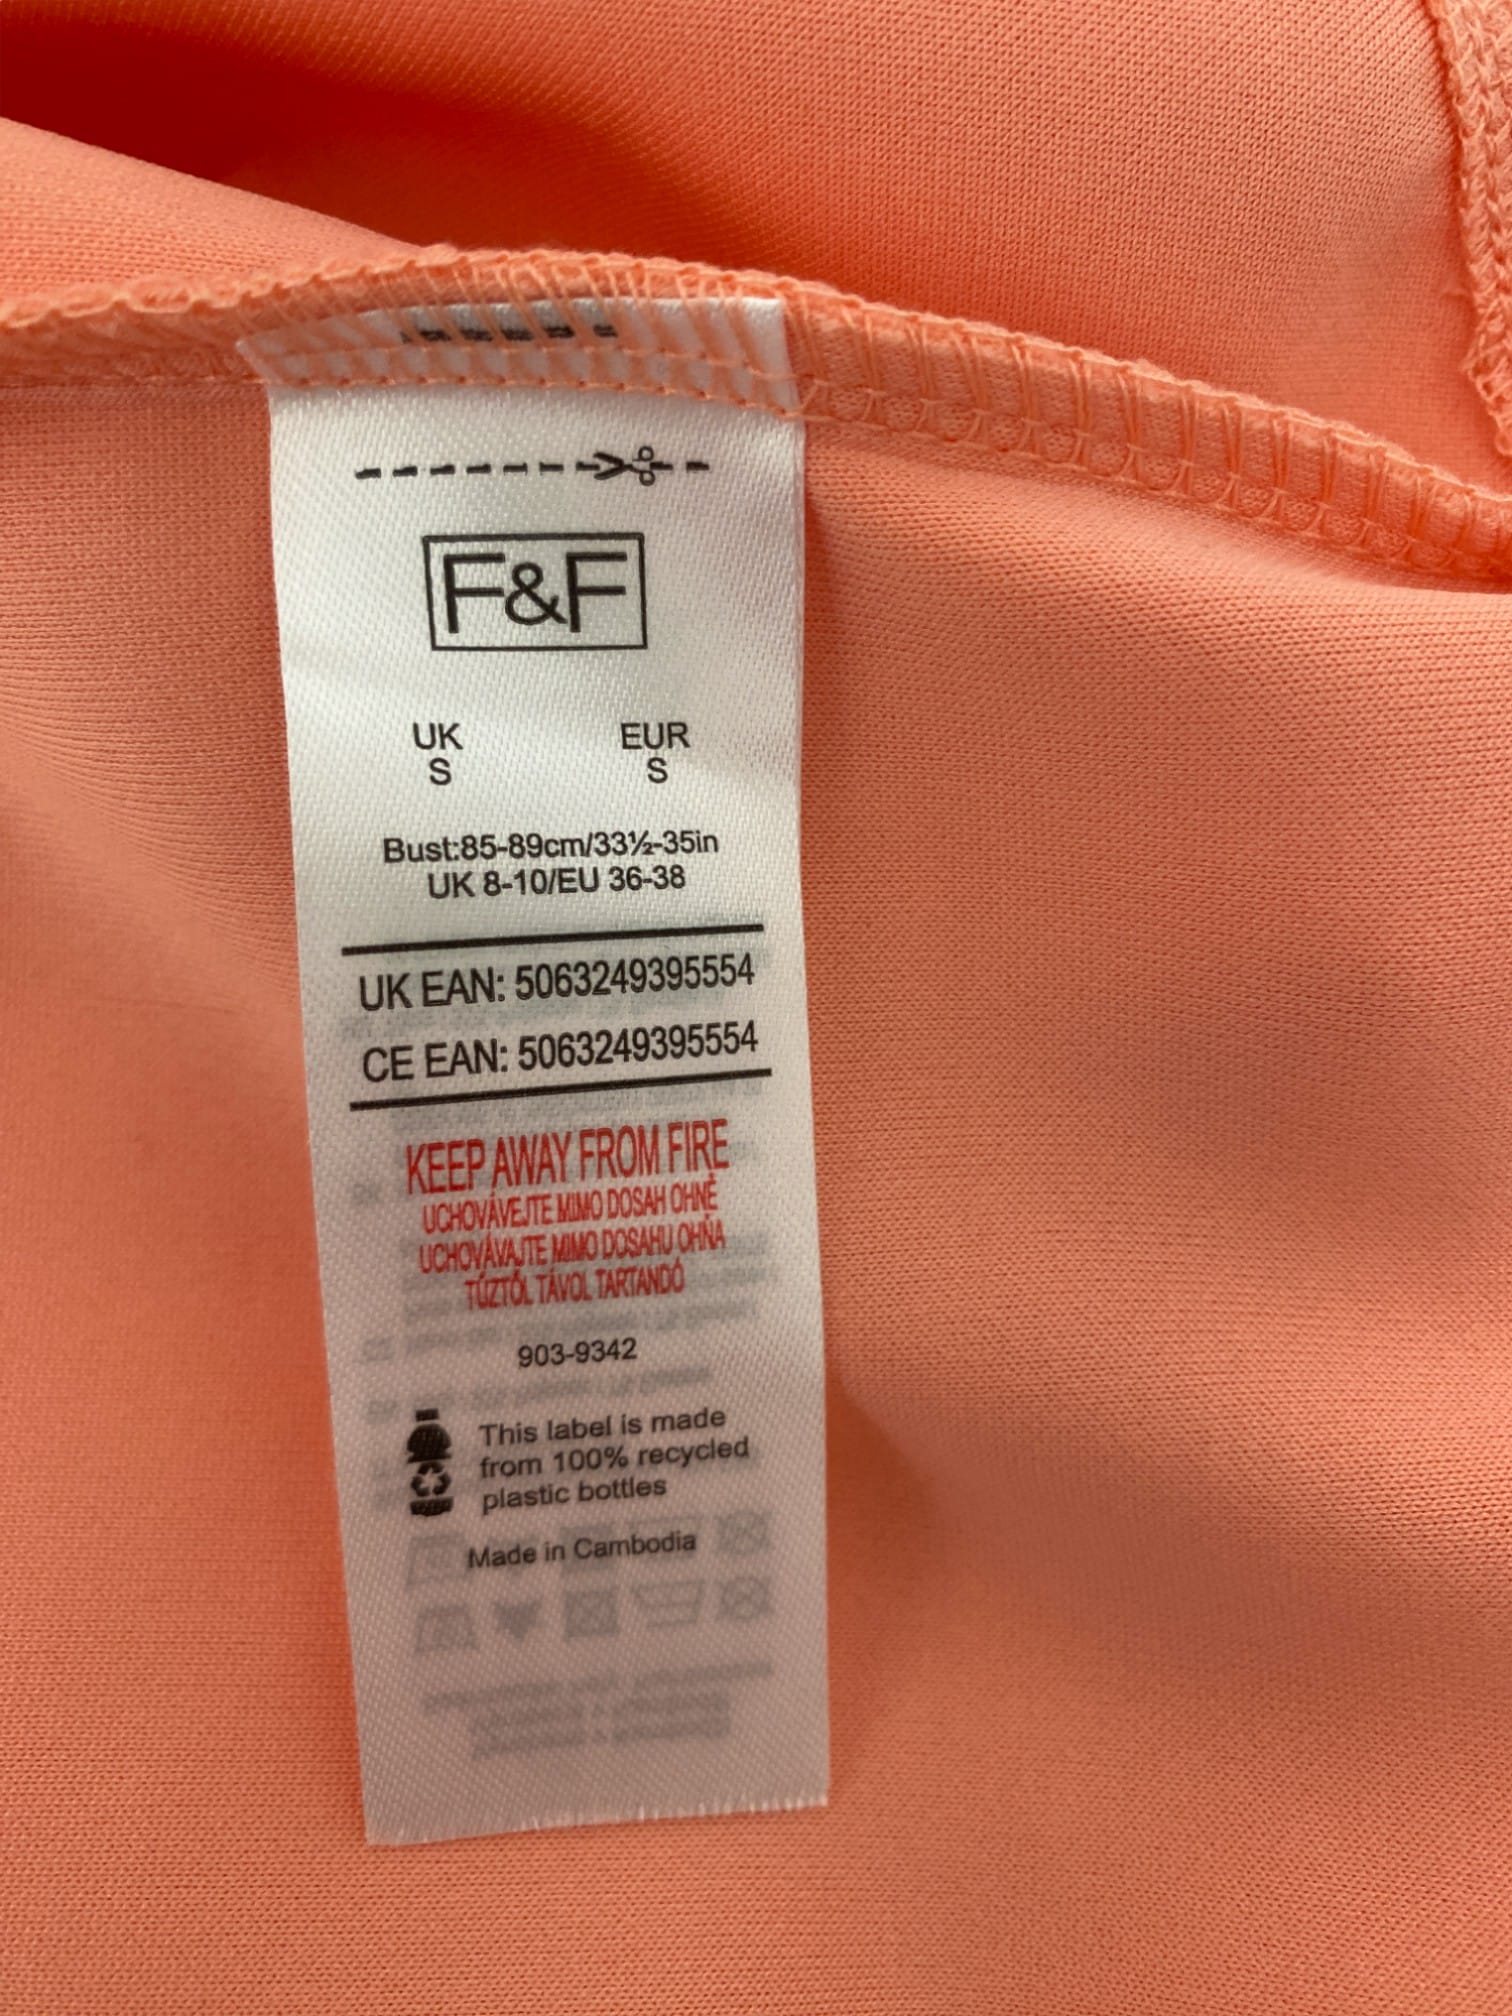 F&F
UK EUR
S S
Bust:85-89cm/33½-35in
UK 8-10/EU 36-38
UK EAN: 5063249395554
CE EAN: 5063249395554
KEEP AWAY FROM FIRE
UCHOVÁVEJTE MIMO DOSAH OHNĚ
UCHOVÁVAJTE MIMO DOSAHU OHŇA
TŰZTŐL TÁVOL TARTANDÓ
903-9342
This label is made
from 100% recycled
plastic bottles
Made in Cambodia